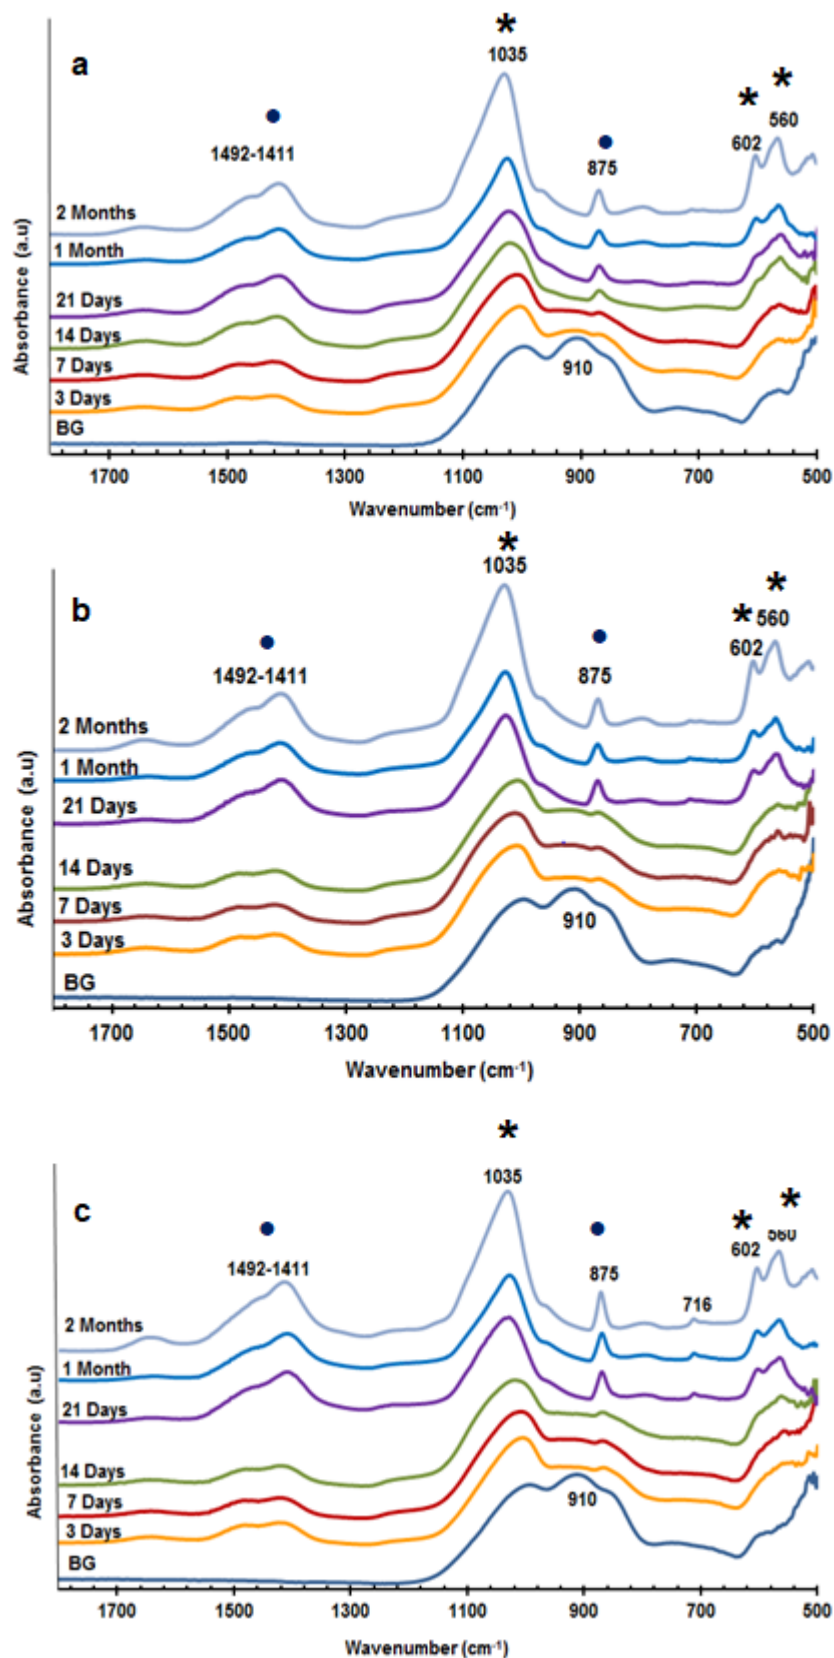 *
1035
a
*
*
●
560
602
●
1492-1411
875
2 Months
1 Month
21 Days
14 Days
7 Days
3 Days
910
BG
Absorbance (a.u)
1700 1500 1300 1100 900 700 500
Wavenumber (cm-1)
*
1035
b
*
*
560
602
●
●
1492-1411
875
2 Months
1 Month
21 Days
14 Days
7 Days
3 Days
910
BG
Absorbance (a.u)
1700 1500 1300 1100 900 700 500
Wavenumber (cm-1)
*
1035
c
*
*
560
602
●
●
1492-1411
875
716
2 Months
1 Month
21 Days
14 Days
7 Days
3 Days
910
BG
Absorbance (a.u)
1700 1500 1300 1100 900 700 500
Wavenumber (cm-1)